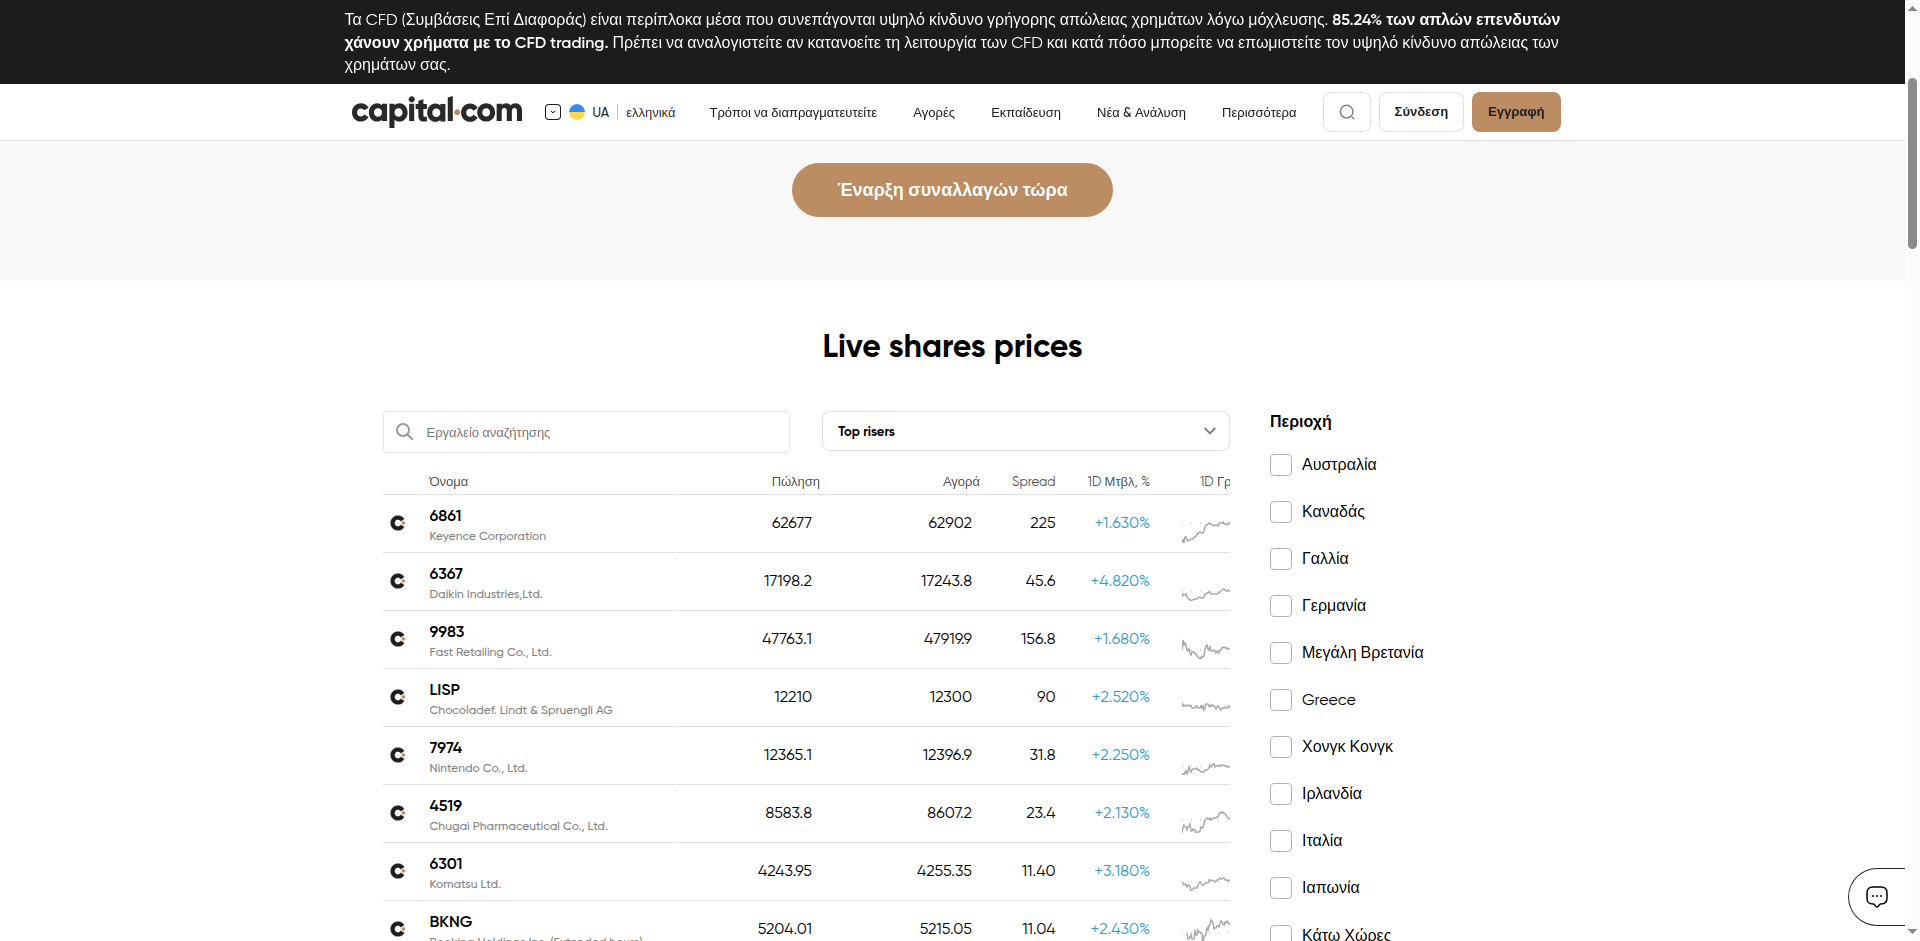 Τα CFD (Συμβάσεις Επί Διαφοράς) είναι περίπλοκα μέσα που συνεπάγονται υψηλό κίνδυνο γρήγορης απώλειας χρημάτων λόγω μόχλευσης. 85.24% των απλών επενδυτών
χάνουν χρήματα με το CFD trading. Πρέπει να αναλογιστείτε αν κατανοείτε τη λειτουργία των CFD και κατά πόσο μπορείτε να επωμιστείτε τον υψηλό κίνδυνο απώλειας των
χρημάτων σας.
capital.com UA ελληνικά Τρόποι να διαπραγματευτείτε Αγορές Εκπαίδευση Νέα & Ανάλυση Περισσότερα Σύνδεση Εγγραφή
Έναρξη συναλλαγών τώρα
Live shares prices
Εργαλείο αναζήτησης
Top risers
Όνομα Πώληση Αγορά Spread 1D Μτβλ, % 1D Γρ
6861 62677 62902 225 +1.630%
Keyence Corporation
6367 17198.2 17243.8 45.6 +4.820%
Daikin Industries,Ltd.
9983 47763.1 47919.9 156.8 +1.680%
Fast Retailing Co., Ltd.
LISP 12210 12300 90 +2.520%
Chocoladef. Lindt & Spruengli AG
7974 12365.1 12396.9 31.8 +2.250%
Nintendo Co., Ltd.
4519 8583.8 8607.2 23.4 +2.130%
Chugai Pharmaceutical Co., Ltd.
6301 4243.95 4255.35 11.40 +3.180%
Komatsu Ltd.
BKNG 5204.01 5215.05 11.04 +2.430%
Booking Holdings Inc. (Extended hours)
Περιοχή
Αυστραλία
Καναδάς
Γαλλία
Γερμανία
Μεγάλη Βρετανία
Greece
Χονγκ Κονγκ
Ιρλανδία
Ιταλία
Ιαπωνία
Κάτω Χώρες